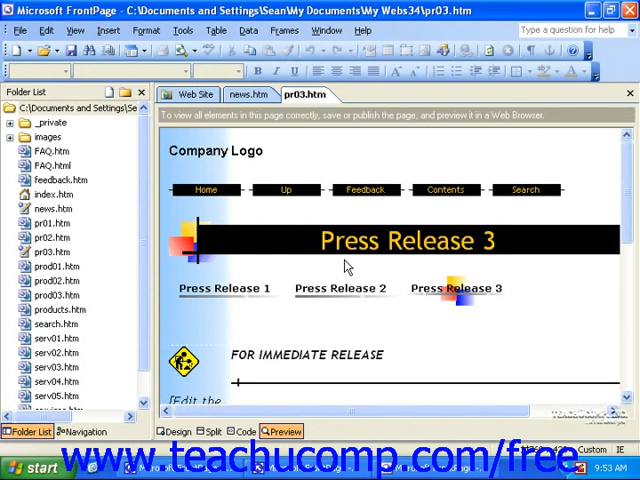 Microsoft FrontPage - C:\Documents and Settings\Sean\My Documents\My Webs34\pr03.htm
File Edit View Insert Format Tools Table Data Frames Window Help Type a question for help
Folder List Web Site news.htm pr03.htm
C:\Documents and Settings\Se To view all elements in this page correctly, save or publish the page, and preview it in a Web Browser.
_private
images
FAQ.htm Company Logo
FAQ.html
feedback.htm
index.htm Home Up Feedback Contents Search
news.htm
pr01.htm
pr02.htm Press Release 3
pr03.htm
prod01.htm
prod02.htm Press Release 1 Press Release 2 Press Release 3
prod03.htm
products.htm
search.htm
serv01.htm
serv02.htm FOR IMMEDIATE RELEASE
serv03.htm
serv04.htm
serv05.htm [Edit the
Folder List Navigation Design Split Code Preview Custom IE
start 9:53 AM
www.teachucomp.com/free